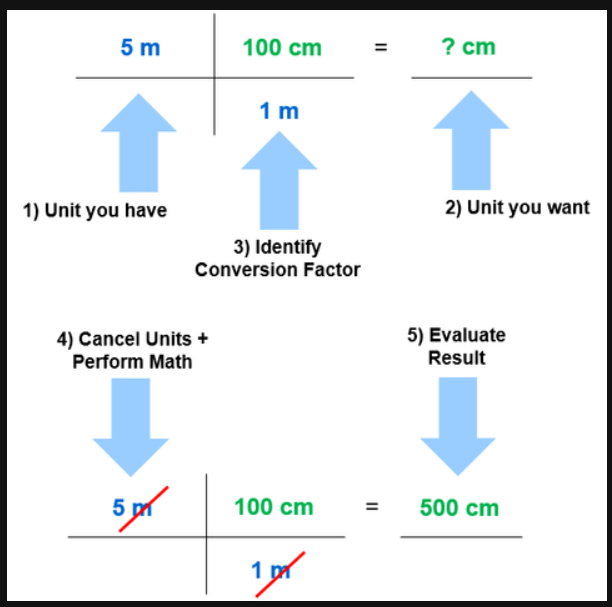 5 m 100 cm = ? cm
1 m
1) Unit you have
2) Unit you want
3) Identify
Conversion Factor
4) Cancel Units +
Perform Math
5) Evaluate
Result
5 m 100 cm = 500 cm
1 m